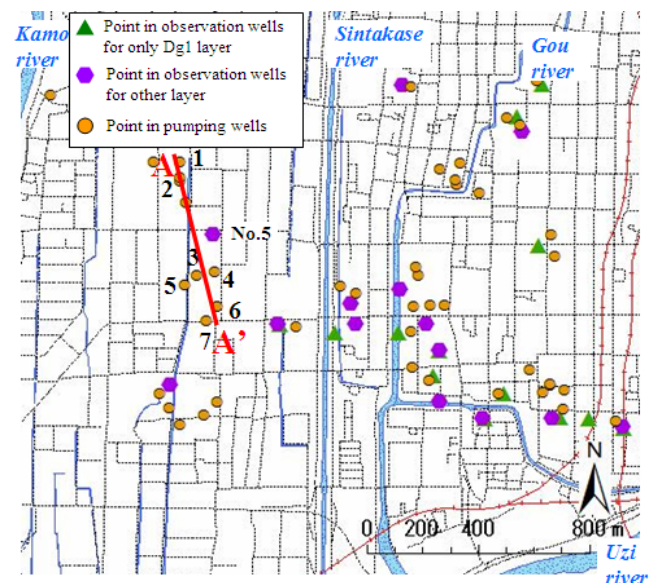 Kamo
river
Point in observation wells
for only Dg1 layer
Point in observation wells
for other layer
Point in pumping wells
Sintakase
river
Gou
river
A
1
2
No.5
3
4
5
6
7
A'
N
0 200 400 800 m
Uzi
river